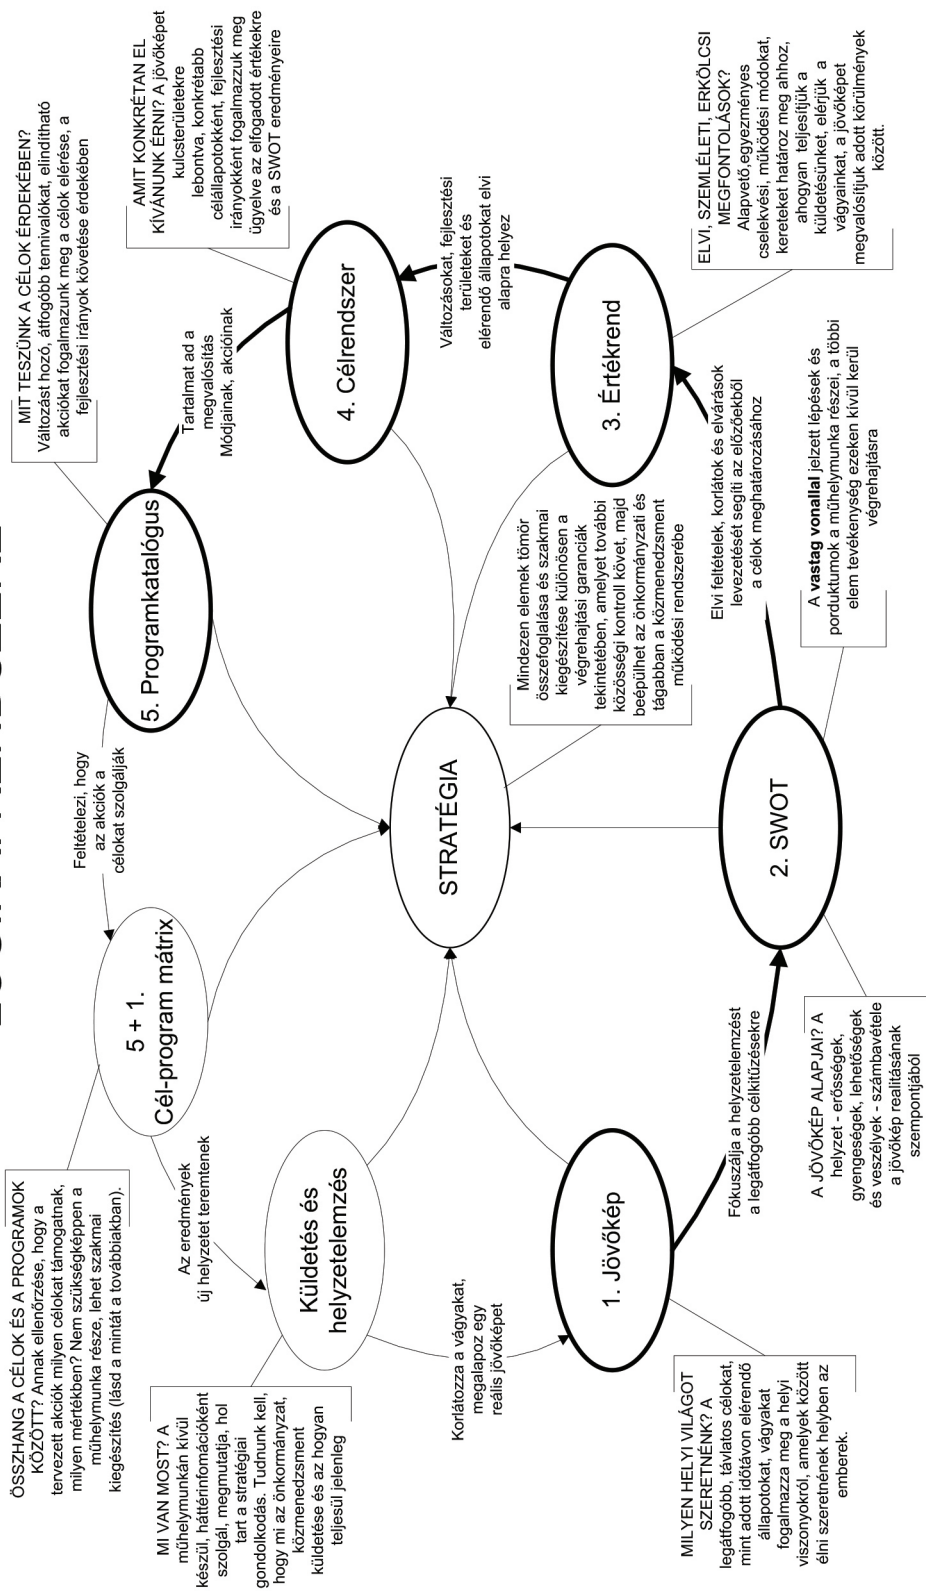 ÖSSZHANG A CÉLOK ÉS A PROGRAMOK
KÖZÖTT? Annak ellenőrzése, hogy a
tervezett akciók milyen célokat támogatnak,
milyen mértékben? Nem szükségképpen a
műhelymunka része, lehet szakmai
kiegészítés (lásd a mintát a továbbiakban).
MIT TESZÜNK A CÉLOK ÉRDEKÉBEN?
Változást hozó, átfogóbb tennivalókat, elindítható
akciókat fogalmazunk meg a célok elérése, a
fejlesztési irányok követése érdekében
Feltételezi, hogy
az akciók a
célokat szolgálják
5 + 1.
Cél-program mátrix
5. Programkatalógus
AMIT KONKRÉTAN EL
KÍVÁNUNK ÉRNI? A jövőképet
kulcsterületekre
lebontva, konkrétabb
célállapotokként, fejlesztési
irányokként fogalmazzuk meg
ügyelve az elfogadott értékekre
és a SWOT eredményeire
MI VAN MOST? A
műhelymunkán kívül
készül, háttérinfomációként
szolgál, megmutatja, hol
tart a stratégiai
gondolkodás. Tudnunk kell,
hogy mi az önkormányzat,
közmenedzsment
küldetése és az hogyan
teljesül jelenleg
Az eredmények
új helyzetet teremtenek
Tartalmat ad a
megvalósítás
Módjainak, akcióinak
Küldetés és
helyzetelemzés
4. Célrendszer
STRATÉGIA
Korlátozza a vágyakat,
megalapoz egy
reális jövőképet
Változásokat, fejlesztési
területeket és
elérendő állapotokat elvi
alapra helyez
Mindezen elemek tömör
összefoglalása és szakmai
kiegészítése különösen a
végrehajtási garanciák
tekintetében, amelyet további
közösségi kontroll követ, majd
beépülhet az önkormányzati és
tágabban a közmenedzsment
működési rendszerébe
1. Jövőkép
3. Értékrend
MILYEN HELYI VILÁGOT
SZERETNÉNK? A
legátfogóbb, távlatos célokat,
mint adott időtávon elérendő
állapotokat, vágyakat
fogalmazza meg a helyi
viszonyokról, amelyek között
élni szeretnének helyben az
emberek.
Fókuszálja a helyzetelemzést
a legátfogóbb célkitűzésekre
2. SWOT
Elvi feltételek, korlátok és elvárások
levezetését segíti az előzőekből
a célok meghatározásához
ELVI, SZEMLÉLETI, ERKÖLCSI
MEGFONTOLÁSOK?
Alapvető,egyezményes
cselekvési, működési módokat,
kereteket határoz meg ahhoz,
ahogyan teljesítjük a
küldetésünket, elérjük a
vágyainkat, a jövőképet
megvalósítjuk adott körülmények
között.
A JÖVŐKÉP ALAPJAI? A
helyzet - erősségek,
gyengeségek, lehetőségek
és veszélyek - számbavétele
a jövőkép realitásának
szempontjából
A vastag vonallal jelzett lépések és
porduktumok a műhelymunka részei, a többi
elem tevékenység ezeken kívül kerül
végrehajtásra